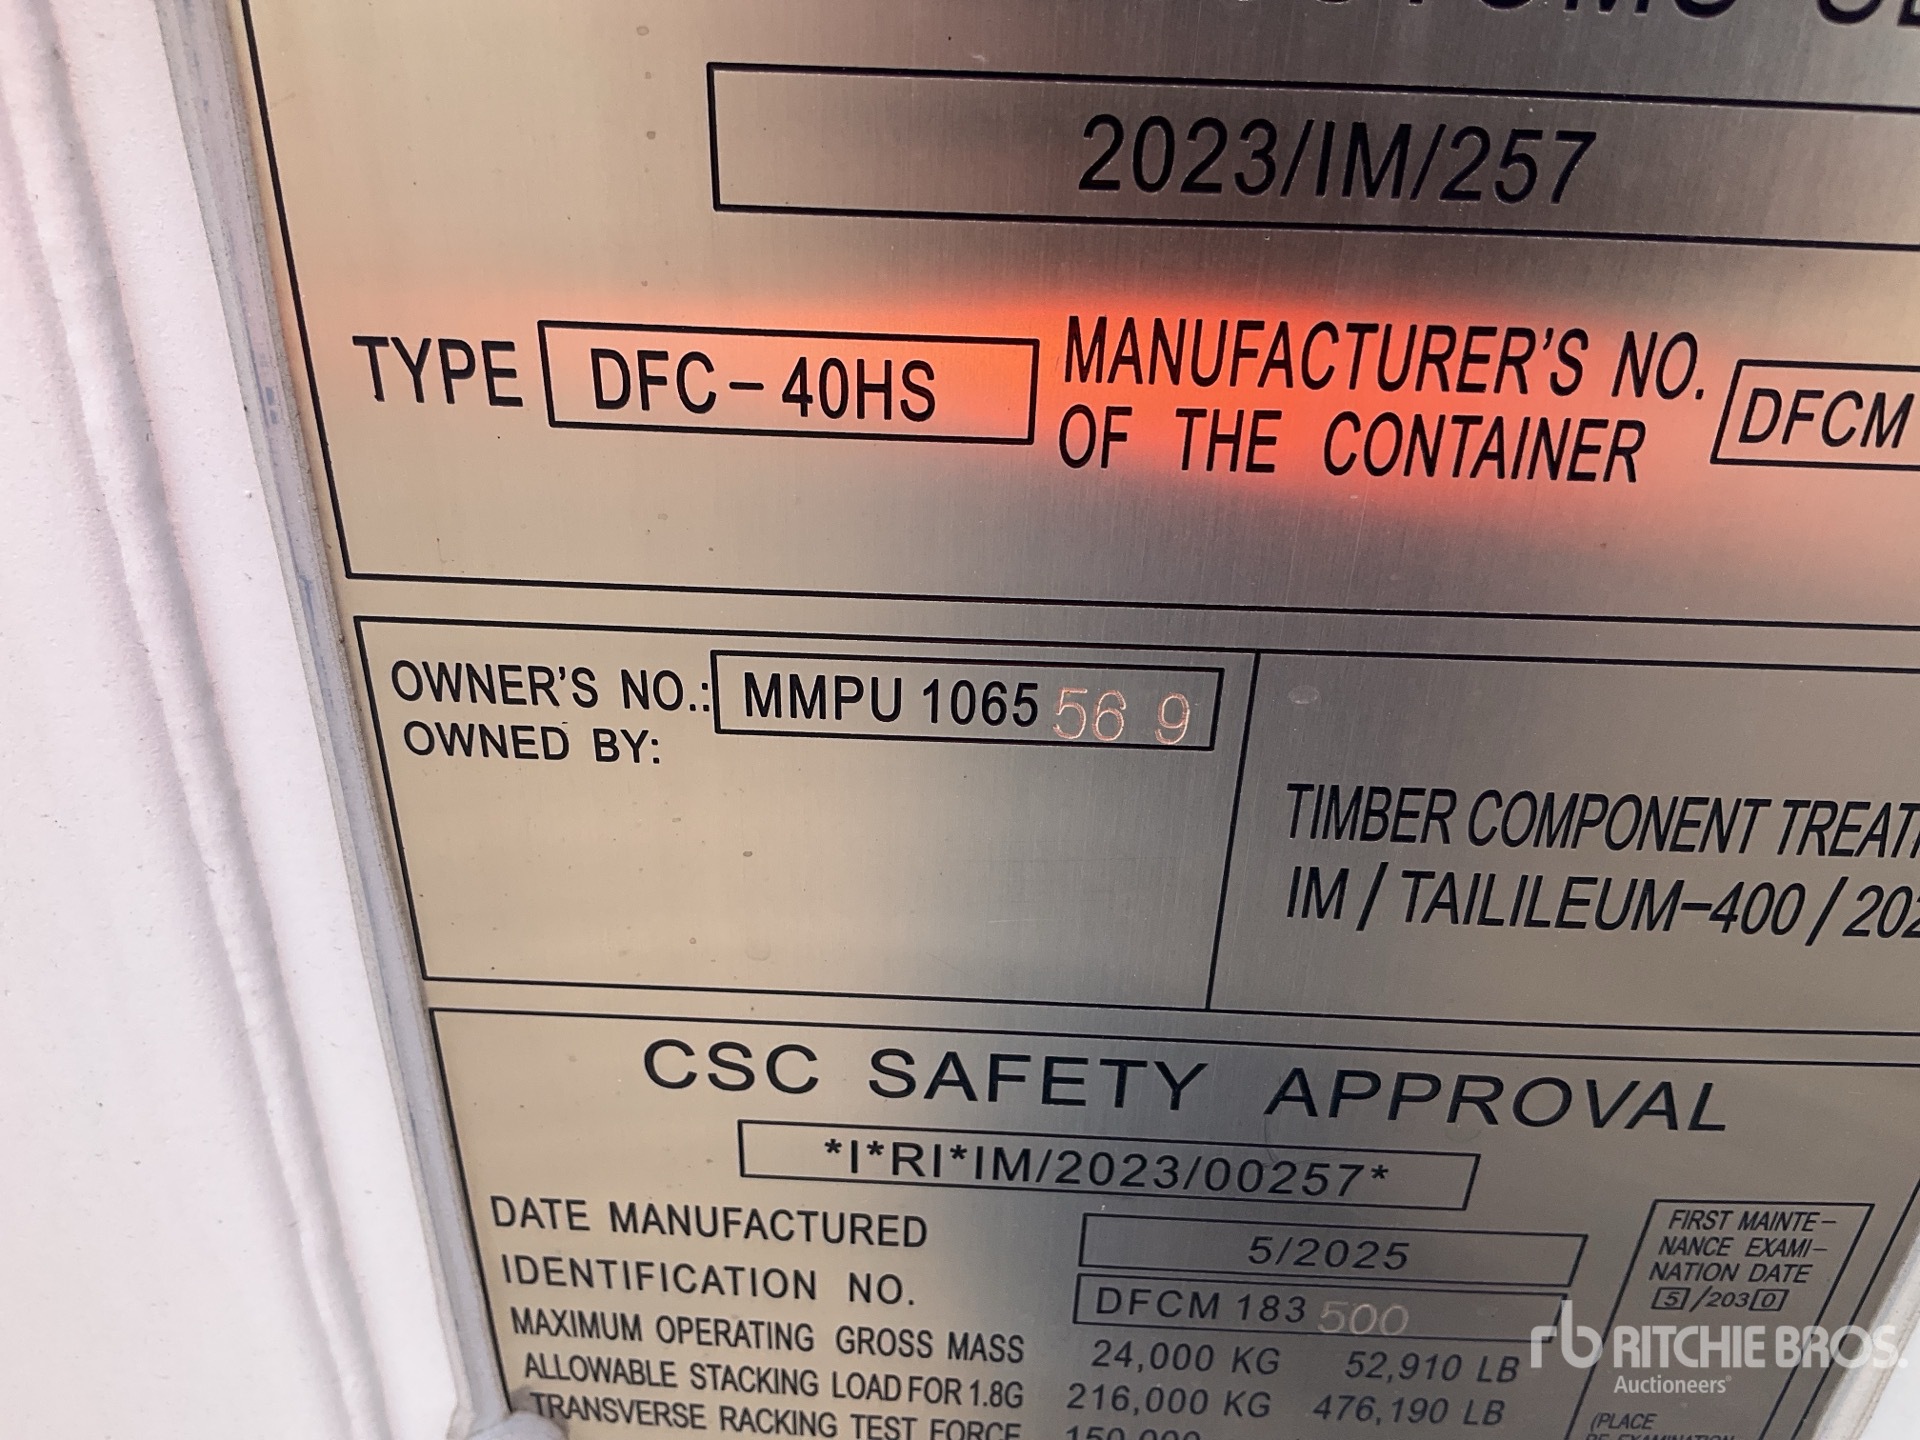 2023/IM/257
TYPE DFC-40HS MANUFACTURER'S NO. OF THE CONTAINER DFCM
OWNER'S NO.: MMPU 1065 56 9
OWNED BY:
TIMBER COMPONENT
IM / TAILILEUM-400 /
CSC SAFETY APPROVAL
*I*RI*IM/2023/00257*
DATE MANUFACTURED 5/2025
IDENTIFICATION NO. DFCM 183 500
MAXIMUM OPERATING GROSS MASS 24,000 KG 52,910 LB
ALLOWABLE STACKING LOAD FOR 1.8G 216,000 KG 476,190 LB
TRANSVERSE RACKING TEST FORCE
FIRST MAINTE-
NANCE EXAMI-
NATION DATE
5/2030
(PLACE
rb RITCHIE BROS.
Auctioneers